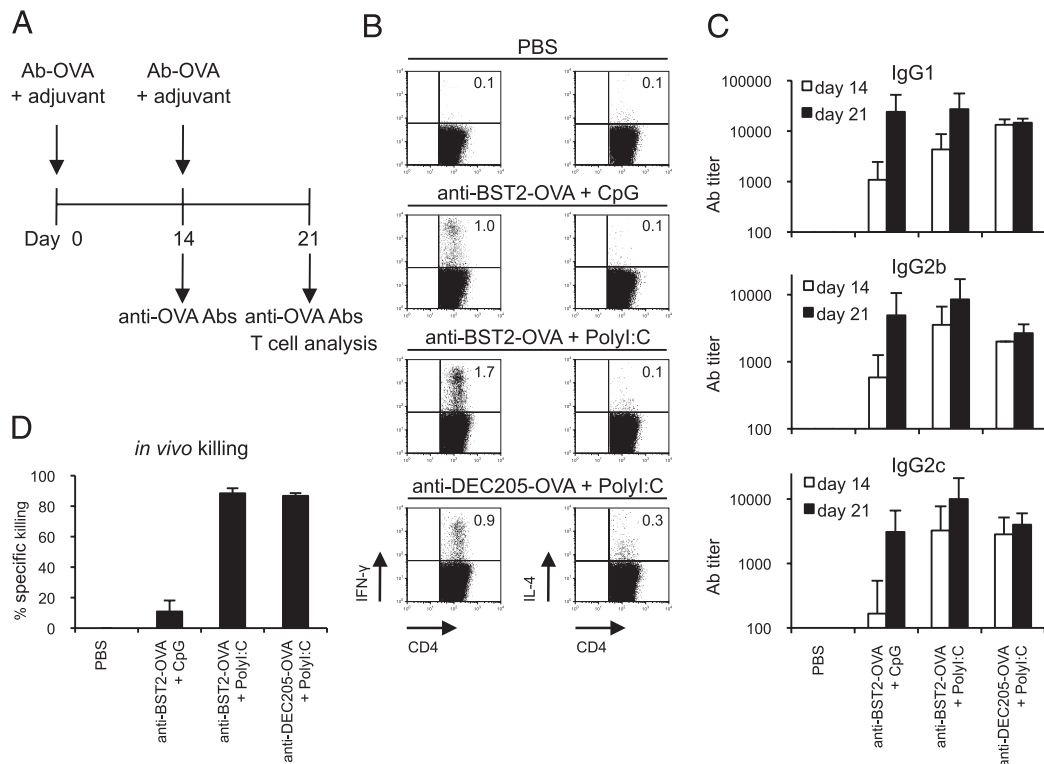 A
Ab-OVA
+ adjuvant
Ab-OVA
+ adjuvant
Day 0
14
21
anti-OVA Abs
anti-OVA Abs
T cell analysis
B
PBS
0.1
0.1
anti-BST2-OVA + CpG
1.0
0.1
anti-BST2-OVA + PolyI:C
1.7
0.1
anti-DEC205-OVA + PolyI:C
0.9
0.3
IFN-γ
IL-4
CD4
CD4
C
IgG1
day 14
day 21
Ab titer
100000
10000
1000
100
IgG2b
day 14
day 21
Ab titer
10000
1000
100
IgG2c
day 14
day 21
Ab titer
10000
1000
100
PBS
anti-BST2-OVA
+ CpG
anti-BST2-OVA
+ PolyI:C
anti-DEC205-OVA
+ PolyI:C
D
in vivo killing
% specific killing
100
80
60
40
20
0
PBS
anti-BST2-OVA
+ CpG
anti-BST2-OVA
+ PolyI:C
anti-DEC205-OVA
+ PolyI:C